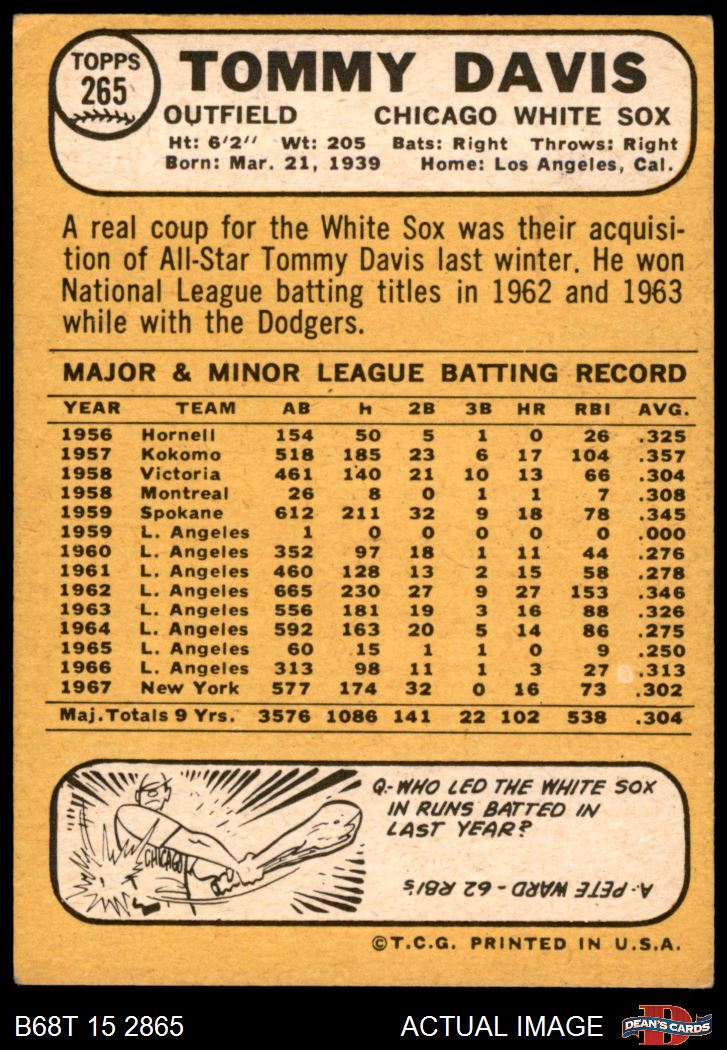 TOPPS
265
TOMMY DAVIS
OUTFIELD CHICAGO WHITE SOX
Ht: 6'2" Wt: 205 Bats: Right Throws: Right
Born: Mar. 21, 1939 Home: Los Angeles, Cal.
A real coup for the White Sox was their acquisi-
tion of All-Star Tommy Davis last winter. He won
National League batting titles in 1962 and 1963
while with the Dodgers.
MAJOR & MINOR LEAGUE BATTING RECORD
YEAR TEAM AB h 2B 3B HR RBI AVG.
1956 Hornell 154 50 5 1 0 26 .325
1957 Kokomo 518 185 23 6 17 104 .357
1958 Victoria 461 140 21 10 13 66 .304
1958 Montreal 26 8 0 1 1 7 .308
1959 Spokane 612 211 32 9 18 78 .345
1959 L. Angeles 1 0 0 0 0 0 .000
1960 L. Angeles 352 97 18 1 11 44 .276
1961 L. Angeles 460 128 13 2 15 58 .278
1962 L. Angeles 665 230 27 9 27 153 .346
1963 L. Angeles 556 181 19 3 16 88 .326
1964 L. Angeles 592 163 20 5 14 86 .275
1965 L. Angeles 60 15 1 1 0 9 .250
1966 L. Angeles 313 98 11 1 3 27 .313
1967 New York 577 174 32 0 16 73 .302
Maj. Totals 9 Yrs. 3576 1086 141 22 102 538 .304
Q.-WHO LED THE WHITE SOX
IN RUNS BATTED IN
LAST YEAR?
CHICAGO
A.-PETE WARD-62 RBI's
©T.C.G. PRINTED IN U.S.A.
B68T 15 2865 ACTUAL IMAGE
D
DEAN'S CARDS